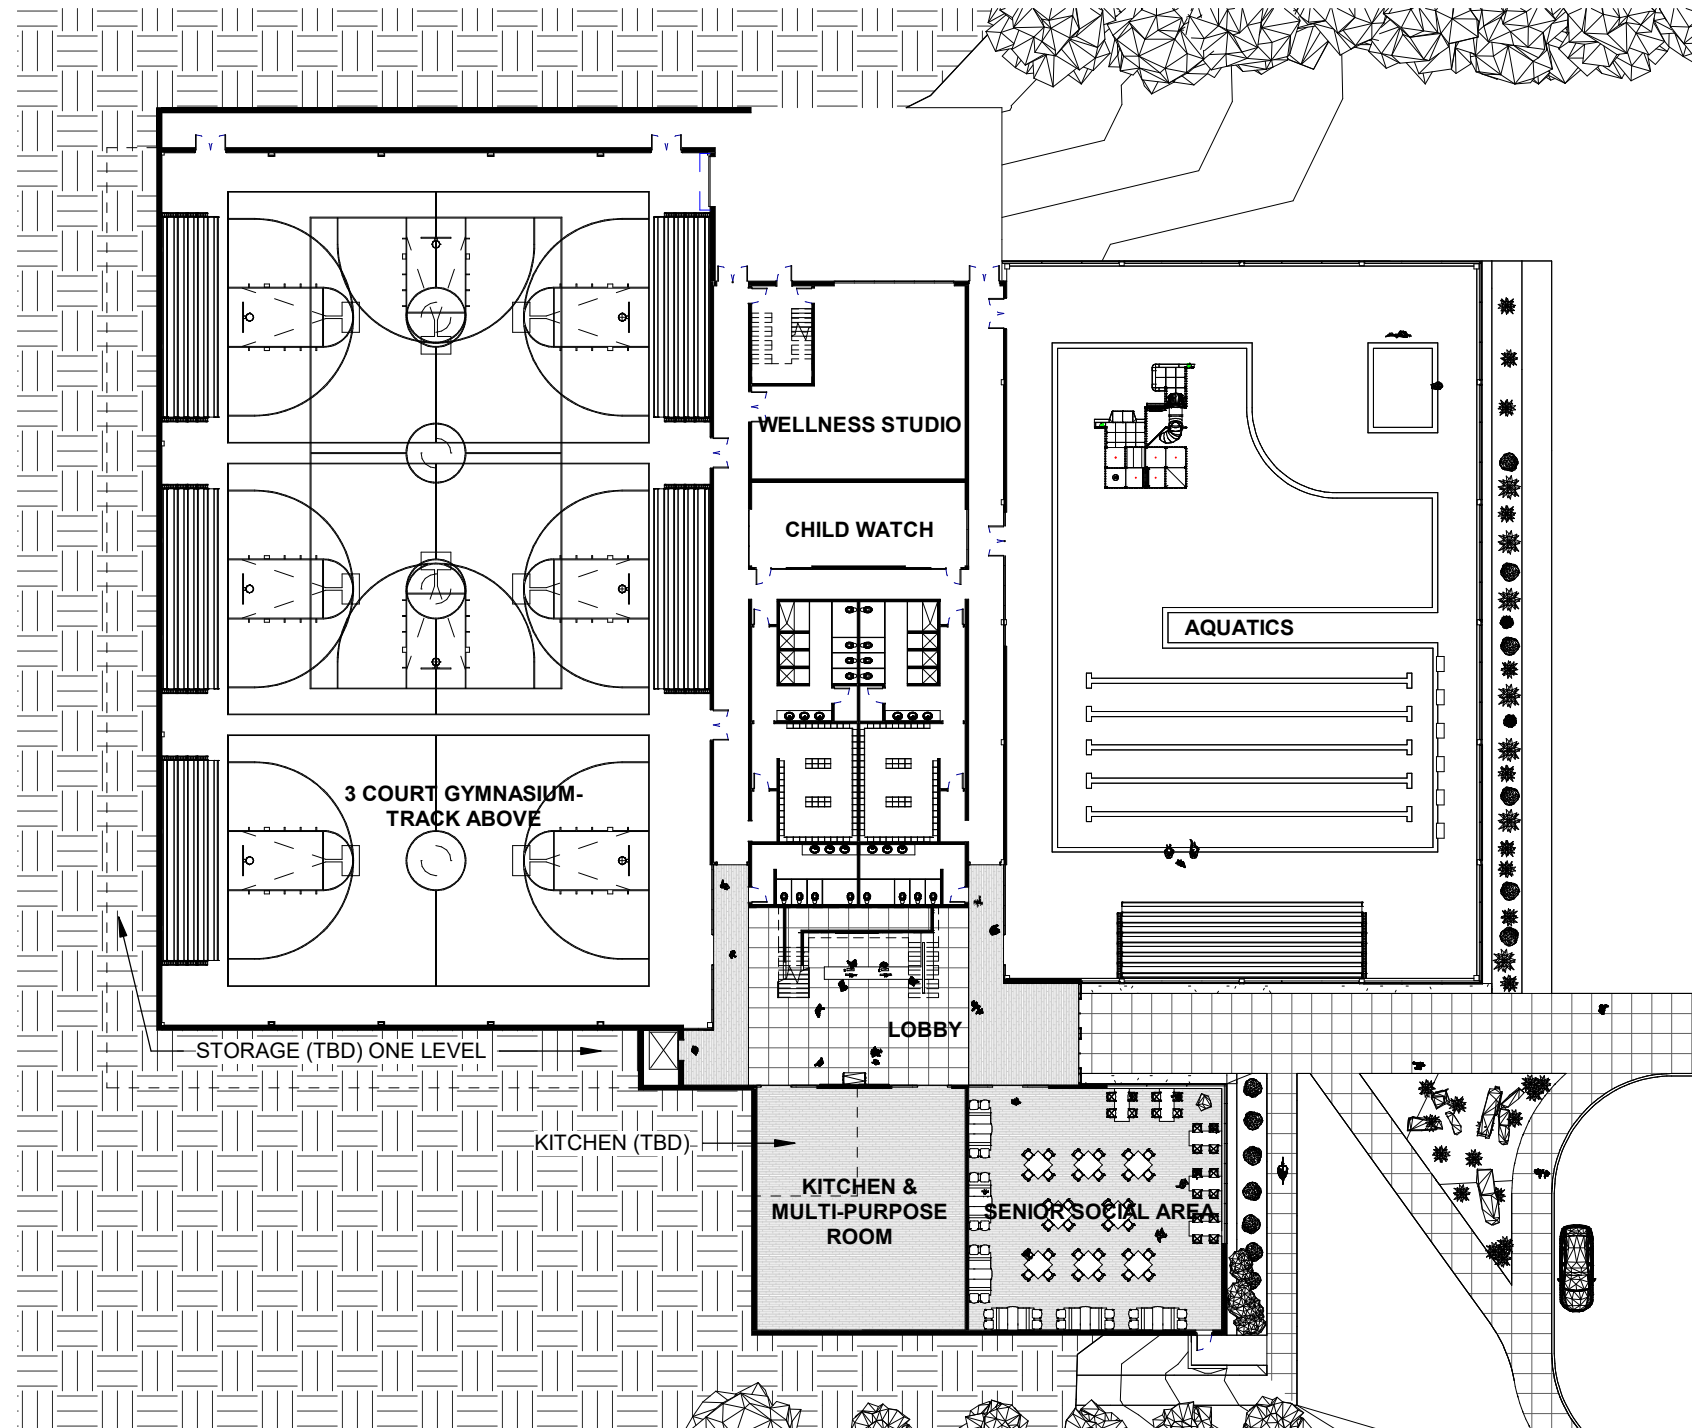 WELLNESS STUDIO
CHILD WATCH
AQUATICS
3 COURT GYMNASIUM-
TRACK ABOVE
LOBBY
STORAGE (TBD) ONE LEVEL
KITCHEN (TBD)
KITCHEN &
MULTI-PURPOSE
ROOM
SENIOR SOCIAL AREA